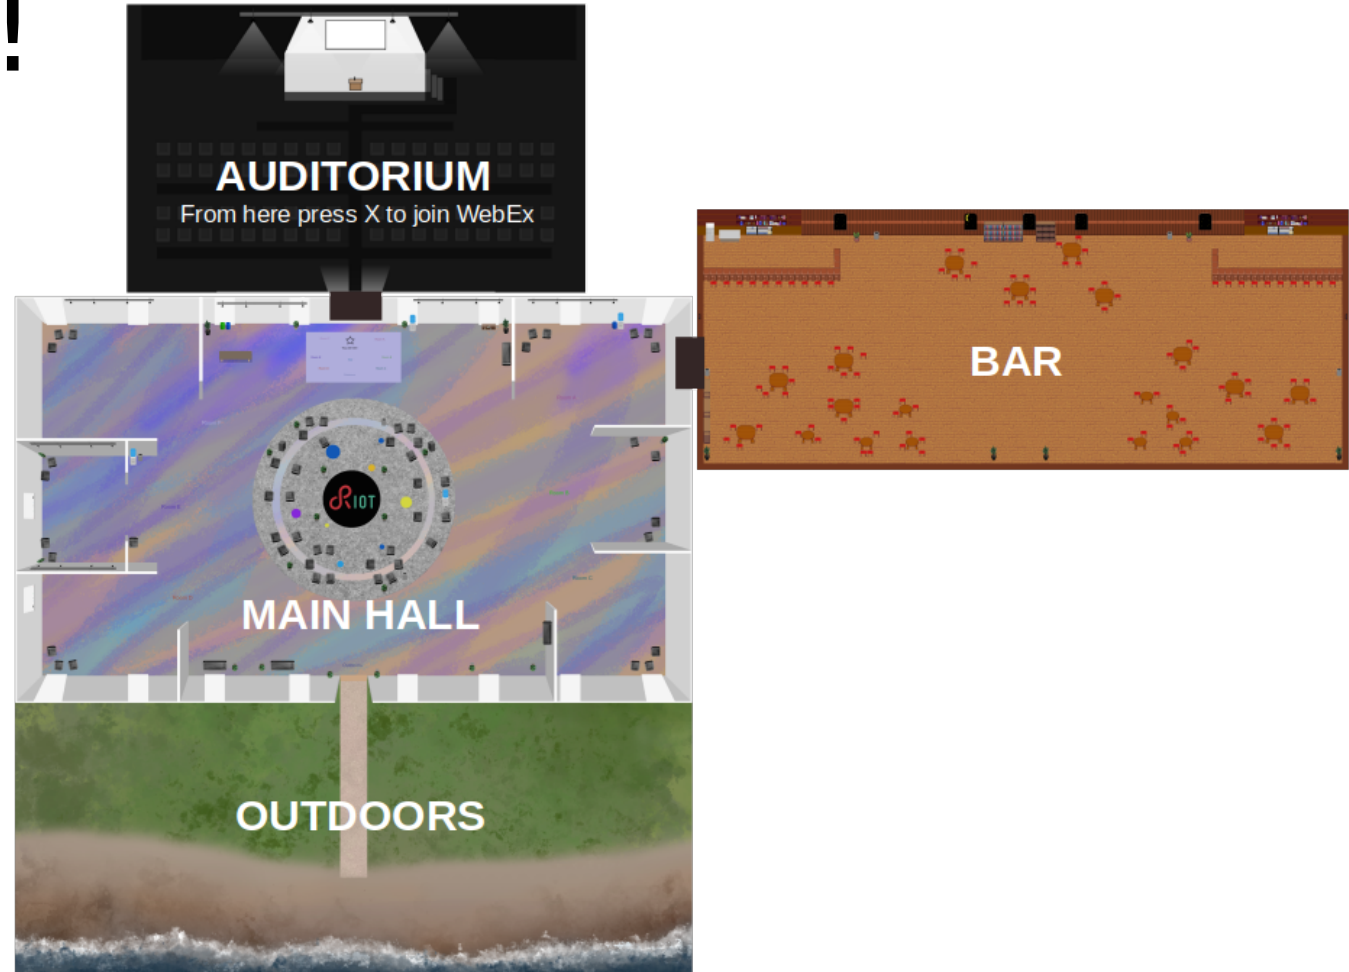 !
AUDITORIUM
From here press X to join WebEx
BAR
RIOT
MAIN HALL
OUTDOORS